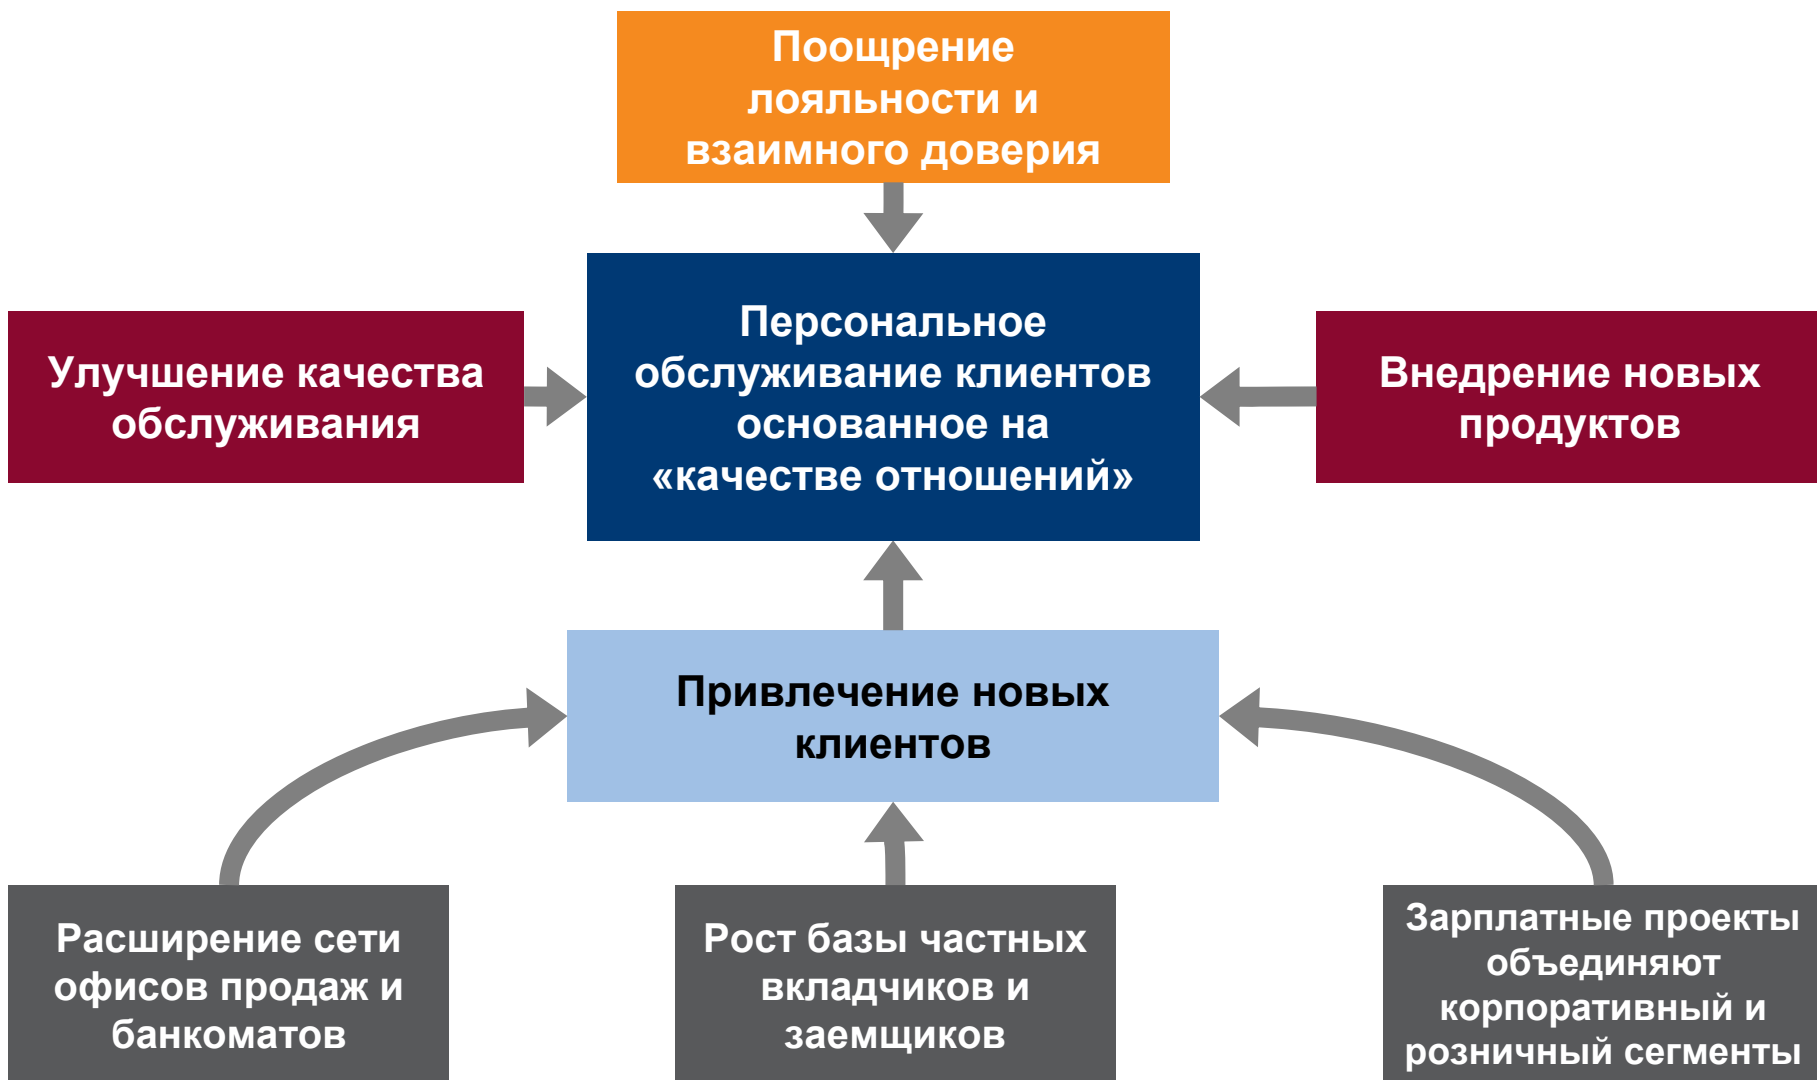 Поощрение
лояльности и
взаимного доверия
Улучшение качества
обслуживания
Персональное
обслуживание клиентов
основанное на
«качестве отношений»
Внедрение новых
продуктов
Привлечение новых
клиентов
Расширение сети
офисов продаж и
банкоматов
Рост базы частных
вкладчиков и
заемщиков
Зарплатные проекты
объединяют
корпоративный и
розничный сегменты